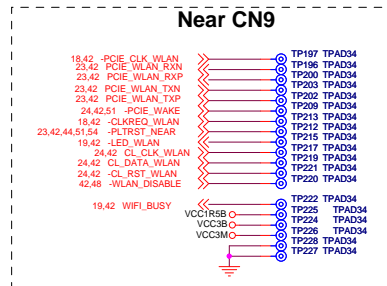 Near CN9
18,42 -PCIE_CLK_WLAN TP197 TPAD34
23,42 PCIE_WLAN_RXN TP196 TPAD34
23,42 PCIE_WLAN_RXP TP200 TPAD34
23,42 PCIE_WLAN_TXN TP203 TPAD34
23,42 PCIE_WLAN_TXP TP202 TPAD34
24,42,51 -PCIE_WAKE TP209 TPAD34
18,42 -CLKREQ_WLAN TP213 TPAD34
23,42,44,51,54 -PLTRST_NEAR TP212 TPAD34
19,42 -LED_WLAN TP215 TPAD34
24,42 CL_CLK_WLAN TP217 TPAD34
24,42 CL_DATA_WLAN TP219 TPAD34
24,42 -CL_RST_WLAN TP221 TPAD34
42,48 -WLAN_DISABLE TP220 TPAD34
19,42 WIFI_BUSY TP222 TPAD34
VCC1R5B TP225 TPAD34
VCC3B TP224 TPAD34
VCC3M TP226 TPAD34
TP228 TPAD34
TP227 TPAD34